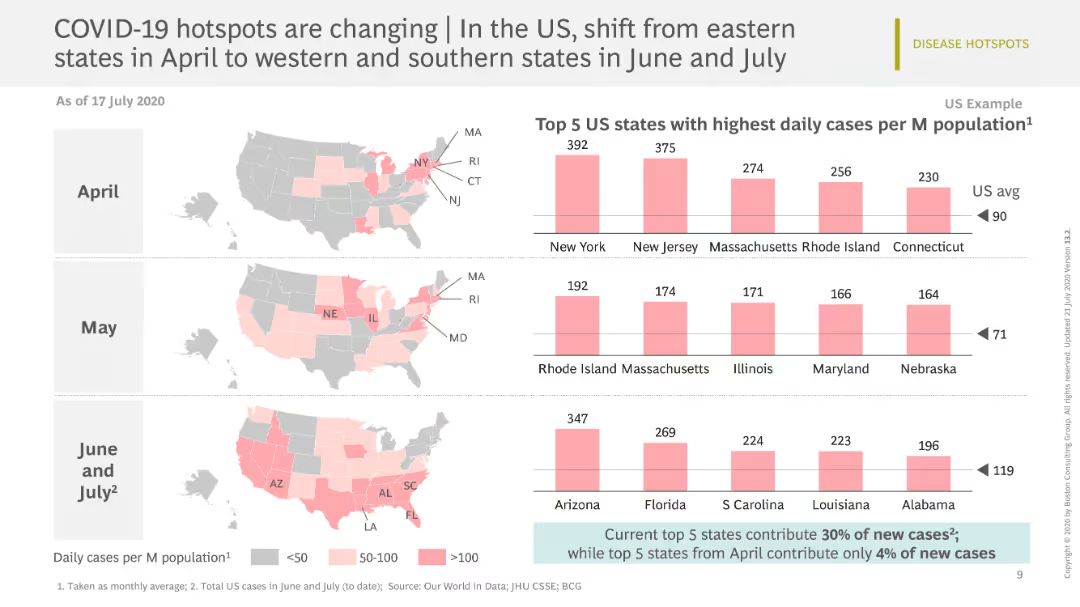 COVID-19 hotspots are changing | In the US, shift from eastern
states in April to western and southern states in June and July
DISEASE HOTSPOTS
As of 17 July 2020
US Example
Top 5 US states with highest daily cases per M population1
April
MA
NY
RI
CT
NJ
392
375
274
256
230
US avg
90
New York
New Jersey
Massachusetts
Rhode Island
Connecticut
May
MA
RI
NE
IL
MD
192
174
171
166
164
71
Rhode Island
Massachusetts
Illinois
Maryland
Nebraska
June
and
July2
AZ
SC
AL
FL
LA
347
269
224
223
196
119
Arizona
Florida
S Carolina
Louisiana
Alabama
Current top 5 states contribute 30% of new cases2;
while top 5 states from April contribute only 4% of new cases
Daily cases per M population1
<50
50-100
>100
1. Taken as monthly average; 2. Total US cases in June and July (to date); Source: Our World in Data; JHU CSSE; BCG
9
Copyright © 2020 by Boston Consulting Group. All rights reserved. Updated 21 July 2020 Version 13.2.